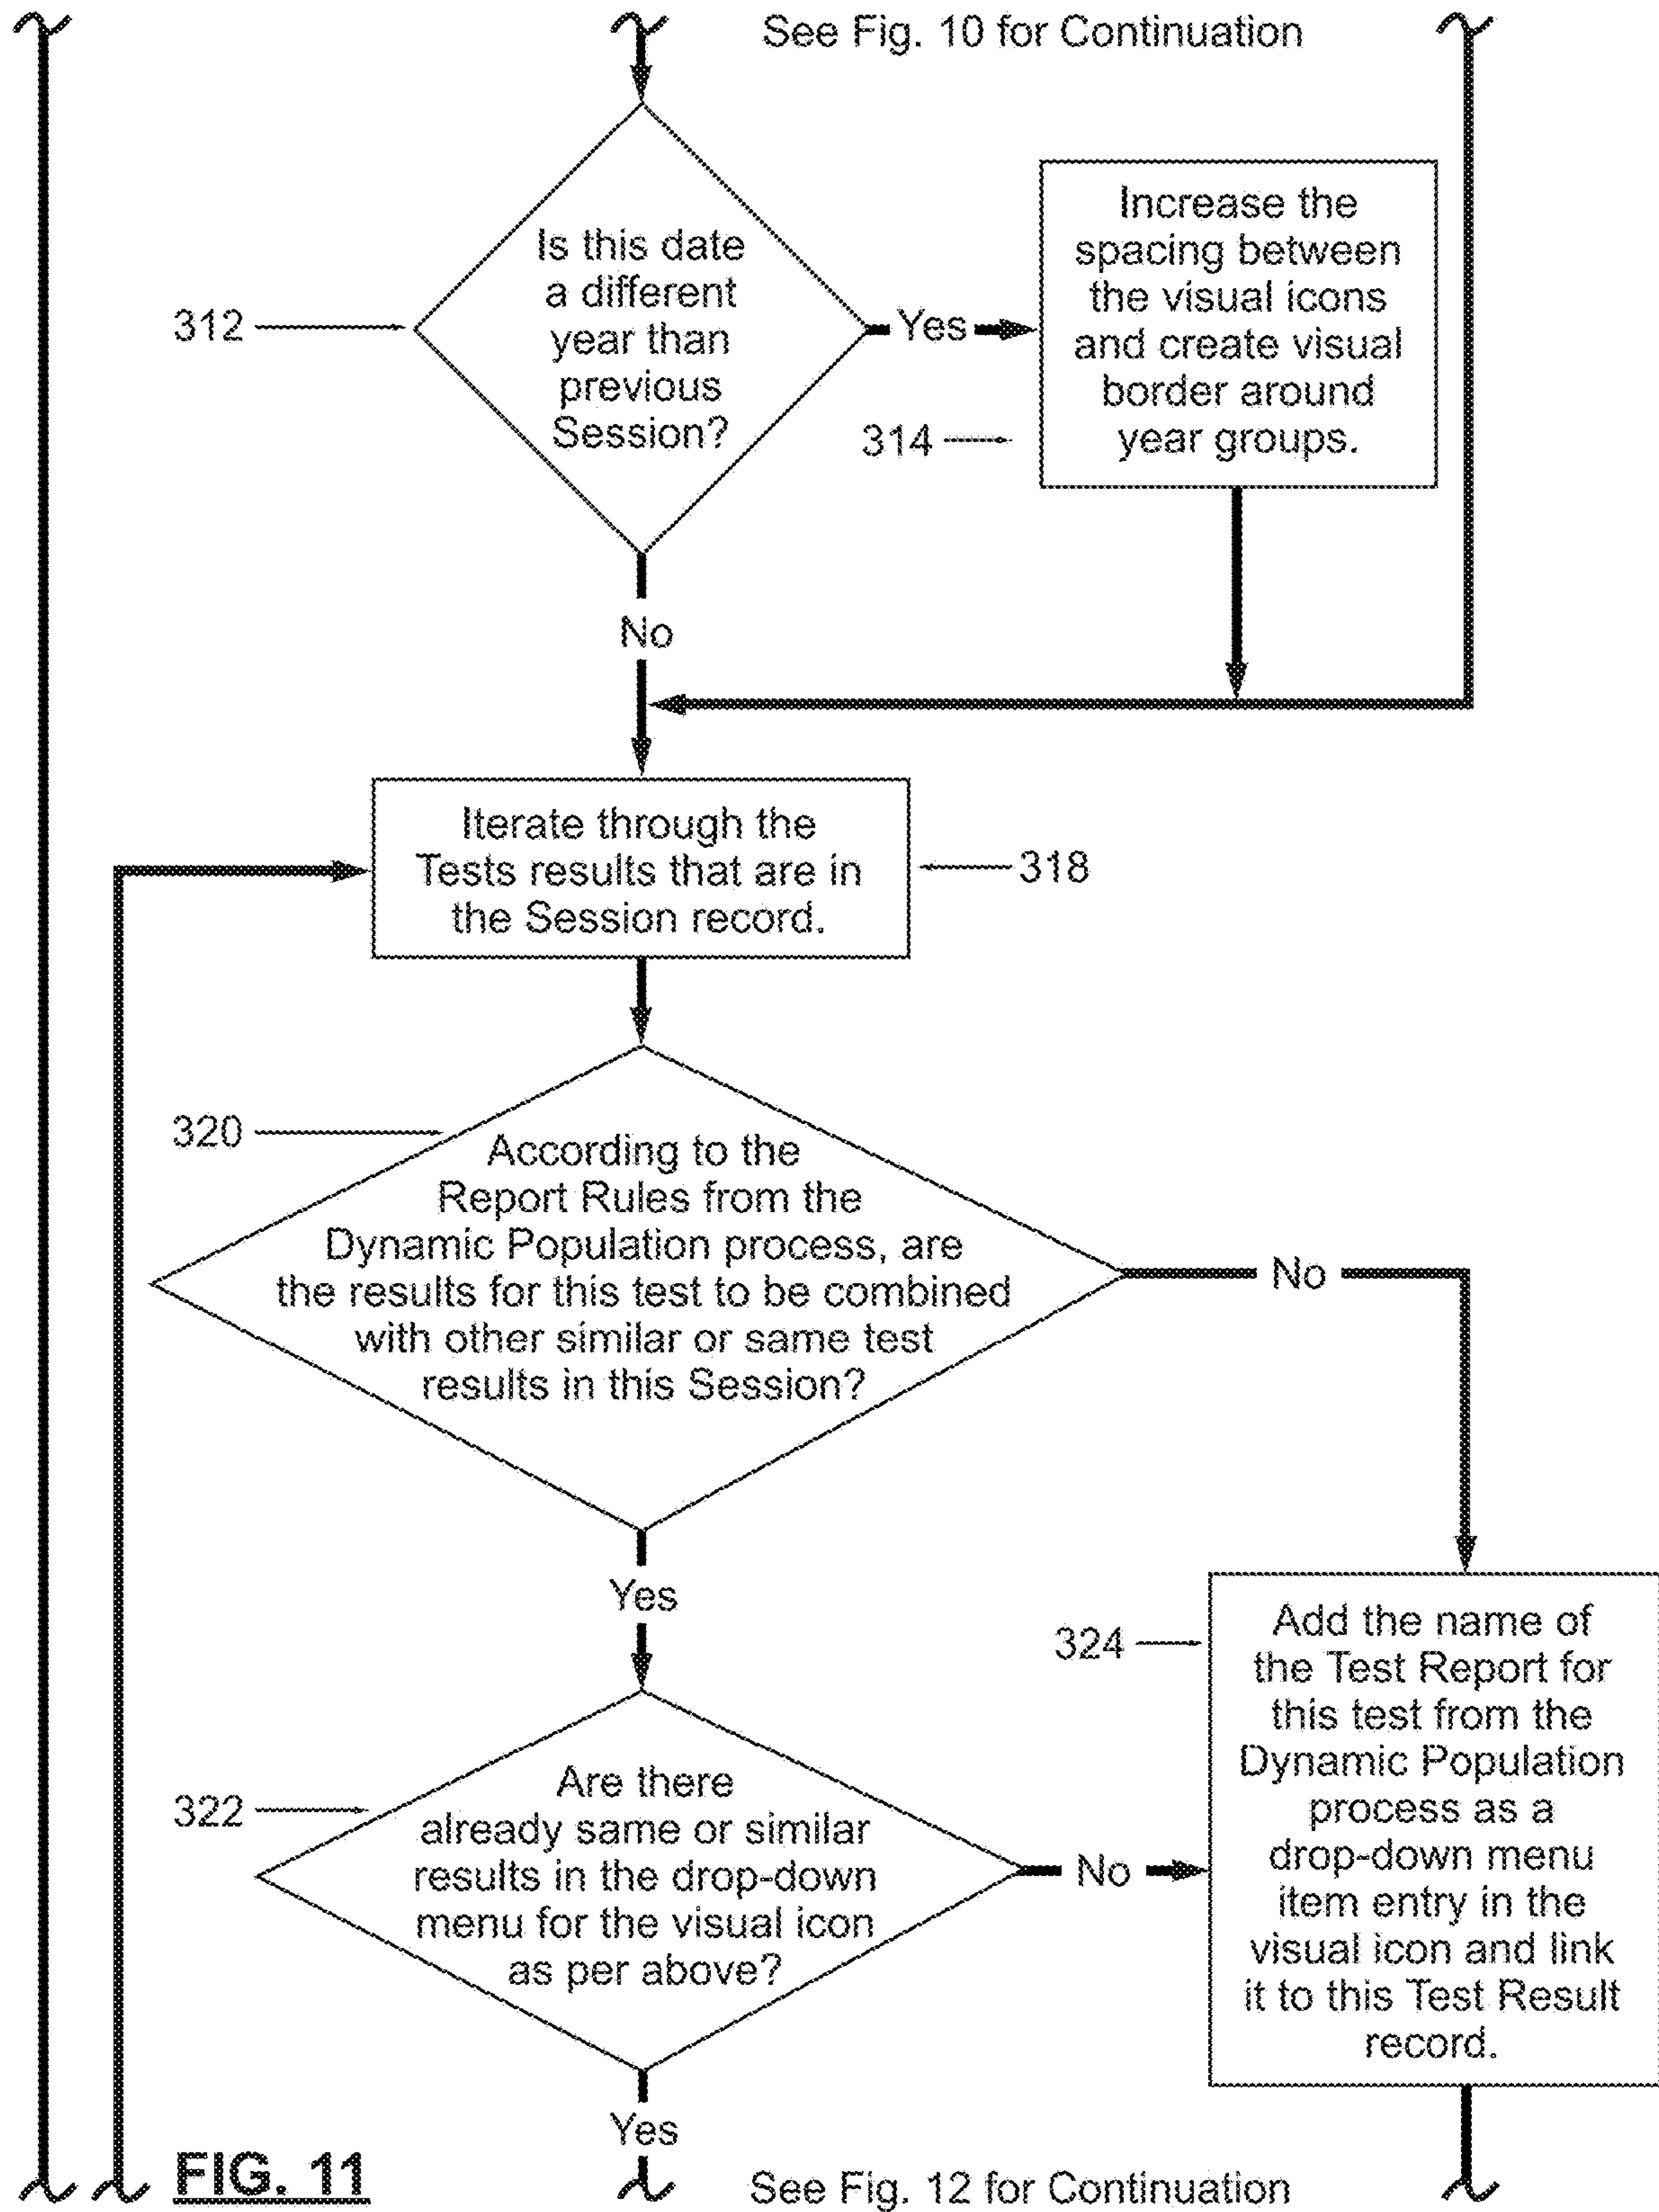 See Fig. 10 for Continuation
Is this date
a different
year than
previous
Session?
312
Yes
Increase the
spacing between
the visual icons
and create visual
border around
year groups.
314
No
Iterate through the
Tests results that are in
the Session record.
318
320
According to the
Report Rules from the
Dynamic Population process, are
the results for this test to be combined
with other similar or same test
results in this Session?
No
Yes
324
Add the name of
the Test Report for
this test from the
Dynamic Population
process as a
drop-down menu
item entry in the
visual icon and link
it to this Test Result
record.
322
Are there
already same or similar
results in the drop-down
menu for the visual icon
as per above?
No
Yes
FIG. 11
See Fig. 12 for Continuation